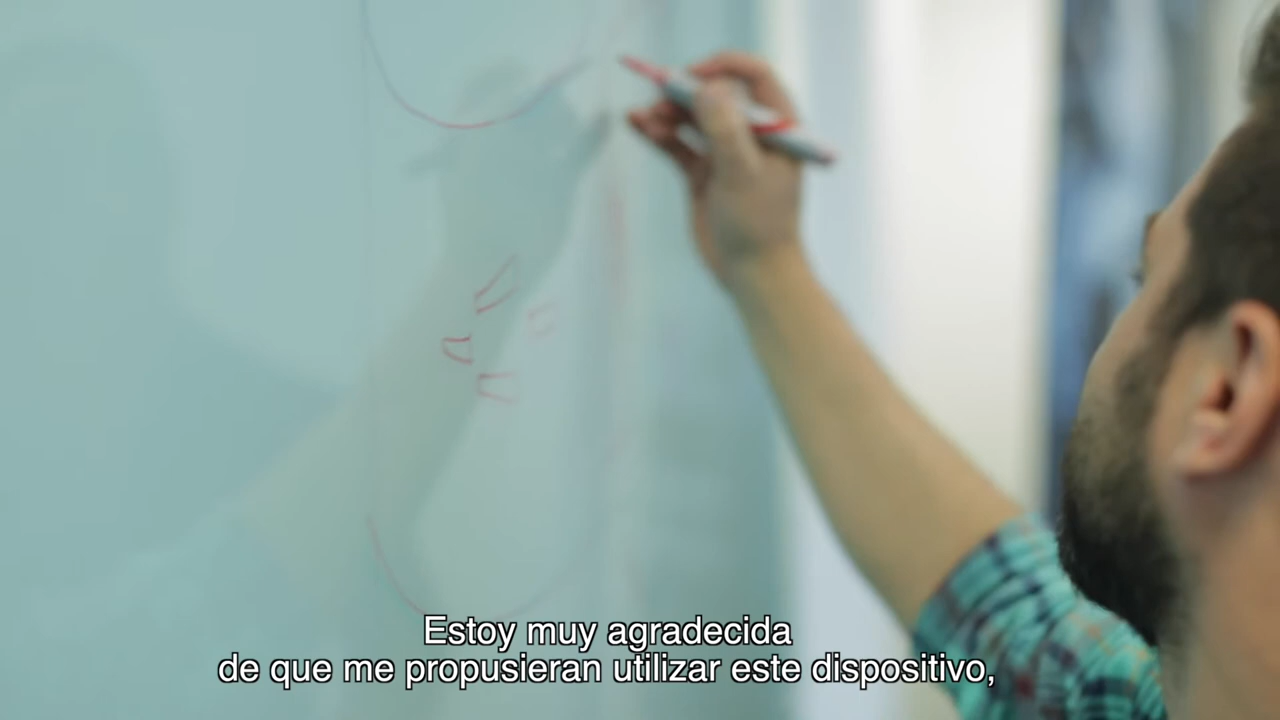 Estoy muy agradecida
de que me propusieran utilizar este dispositivo,